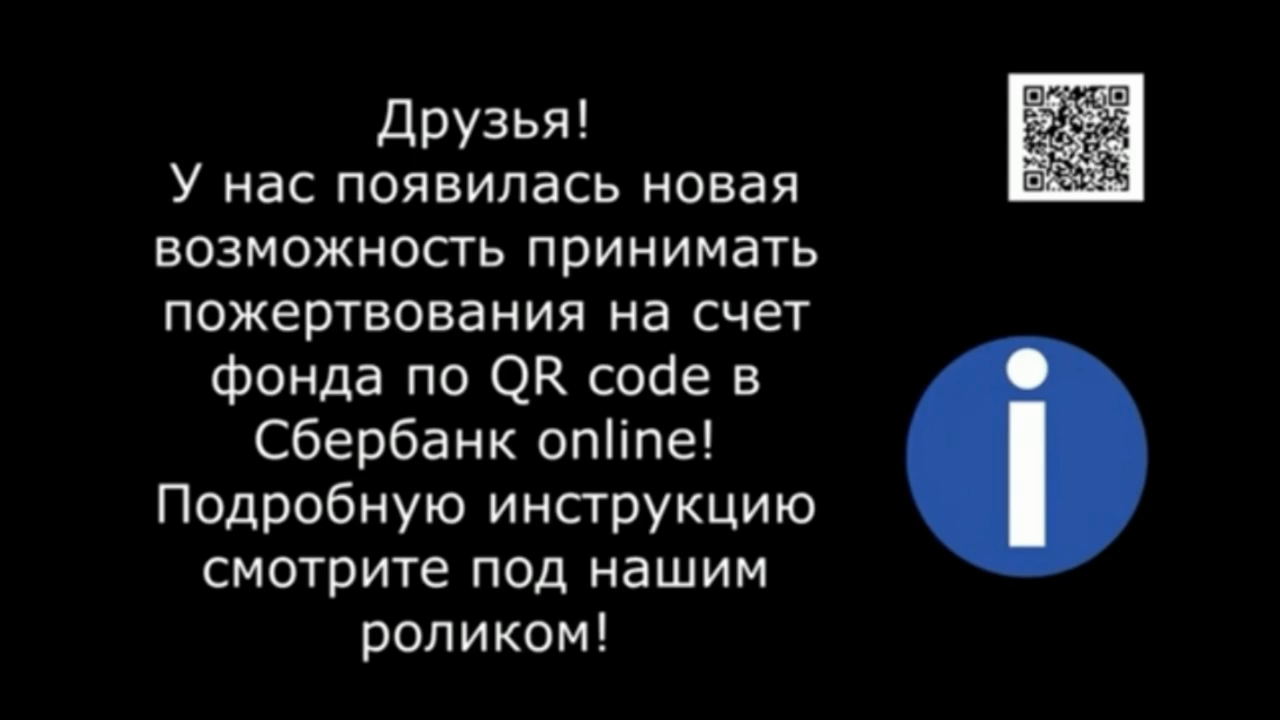 Друзья!
У нас появилась новая
возможность принимать
пожертвования на счет
фонда по QR code в
Сбербанк online!
Подробную инструкцию
смотрите под нашим
роликом!
i